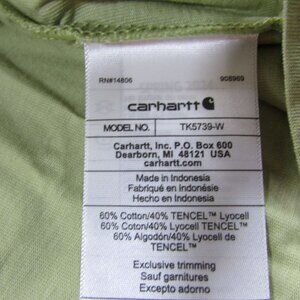 RN#14806 908969
carhartt
MODEL NO. TK5739-W
Carhartt, Inc. P.O. Box 600
Dearborn, MI 48121 USA
carhartt.com
Made in Indonesia
Fabriqué en Indonésie
Hecho en Indonesia
60% Cotton/40% TENCEL™ Lyocell
60% Coton/40% TENCEL™ Lyocell
60% Algodón/40% Lyocell de
TENCEL™
Exclusive trimming
Sauf garnitures
Excepto adorno